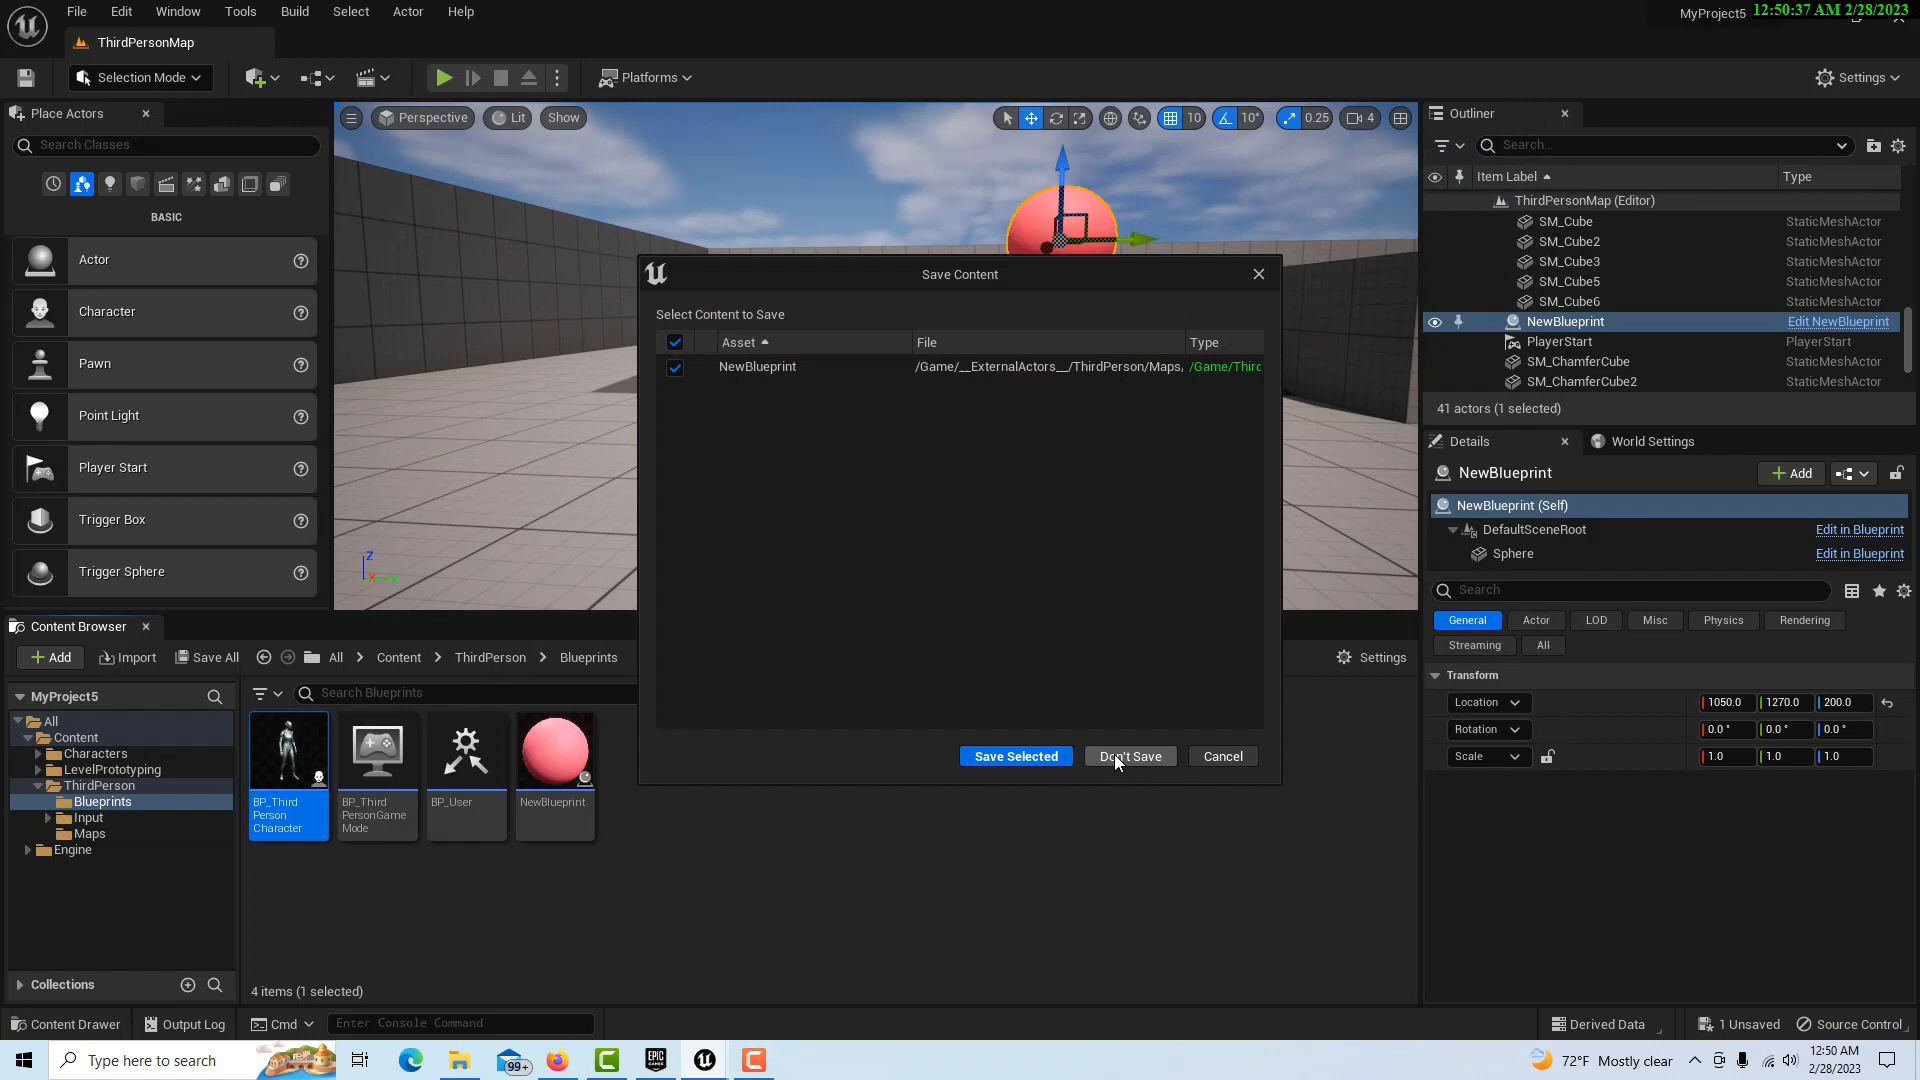 File Edit Window Tools Build Select Actor Help
MyProject5 12:50:37 AM 2/28/2023
ThirdPersonMap
Selection Mode
Platforms
Settings
Place Actors
Search Classes
BASIC
Actor
Character
Pawn
Point Light
Player Start
Trigger Box
Trigger Sphere
Perspective Lit Show
10 10° 0.25 4
Z
Save Content
Select Content to Save
Asset File Type
NewBlueprint /Game/__ExternalActors__/ThirdPerson/Maps, /Game/Thirc
Save Selected Don't Save Cancel
Outliner
Search...
Item Label Type
ThirdPersonMap (Editor)
SM_Cube StaticMeshActor
SM_Cube2 StaticMeshActor
SM_Cube3 StaticMeshActor
SM_Cube5 StaticMeshActor
SM_Cube6 StaticMeshActor
NewBlueprint Edit NewBlueprint
PlayerStart PlayerStart
SM_ChamferCube StaticMeshActor
SM_ChamferCube2 StaticMeshActor
41 actors (1 selected)
Details World Settings
NewBlueprint Add
NewBlueprint (Self)
DefaultSceneRoot Edit in Blueprint
Sphere Edit in Blueprint
Search
General Actor LOD Misc Physics Rendering
Streaming All
Transform
Location 1050.0 1270.0 200.0
Rotation 0.0 ° 0.0 ° 0.0 °
Scale 1.0 1.0 1.0
Content Browser
Add Import Save All All Content ThirdPerson Blueprints Settings
MyProject5
Search Blueprints
All
Content
Characters
LevelPrototyping
ThirdPerson
Blueprints
Input
Maps
Engine
Collections
BP_Third
Person
Character
BP_Third
PersonGame
Mode
BP_User
NewBlueprint
4 items (1 selected)
Content Drawer Output Log Cmd Enter Console Command
Derived Data 1 Unsaved Source Control
Type here to search
99+
EPIC
GAMES
72°F Mostly clear
12:50 AM
2/28/2023